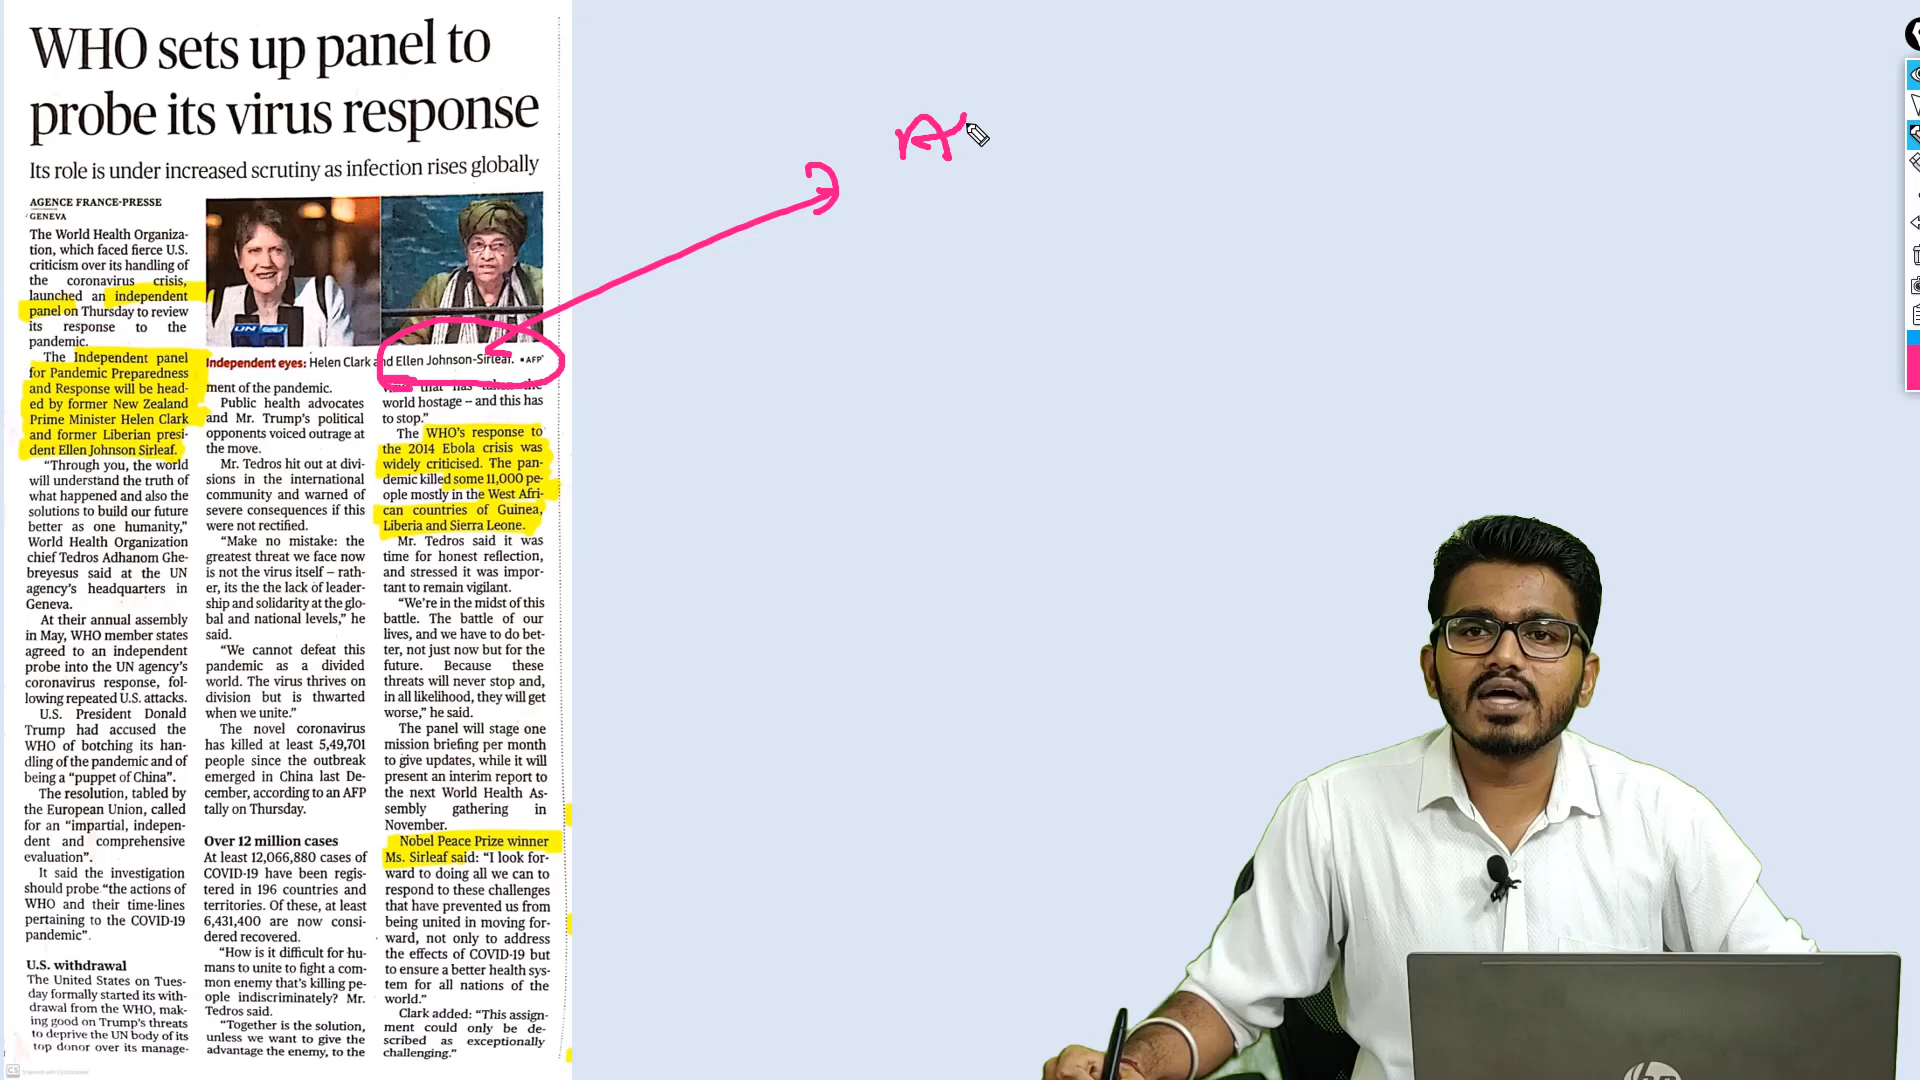 WHO sets up panel to
probe its virus response
Its role is under increased scrutiny as infection rises globally
AGENCE FRANCE-PRESSE
GENEVA
The World Health Organiza-
tion, which faced fierce U.S.
criticism over its handling of
the coronavirus crisis,
launched an independent
panel on Thursday to review
its response to the
pandemic.
The Independent panel
for Pandemic Preparedness
and Response will be head-
ed by former New Zealand
Prime Minister Helen Clark
and former Liberian presi-
dent Ellen Johnson Sirleaf.
“Through you, the world
will understand the truth of
what happened and also the
solutions to build our future
better as one humanity,”
World Health Organization
chief Tedros Adhanom Ghe-
breyesus said at the UN
agency’s headquarters in
Geneva.
At their annual assembly
in May, WHO member states
agreed to an independent
probe into the UN agency’s
coronavirus response, fol-
lowing repeated U.S. attacks.
U.S. President Donald
Trump had accused the
WHO of botching its han-
dling of the pandemic and of
being a “puppet of China”.
The resolution, tabled by
the European Union, called
for an “impartial, indepen-
dent and comprehensive
evaluation”.
It said the investigation
should probe “the actions of
WHO and their time-lines
pertaining to the COVID-19
pandemic”.
U.S. withdrawal
The United States on Tues-
day formally started its with-
drawal from the WHO, mak-
ing good on Trump’s threats
to deprive the UN body of its
top donor over its manage-
UN
Independent eyes: Helen Clark and Ellen Johnson-Sirleaf. ▪AFP
ment of the pandemic.
Public health advocates
and Mr. Trump’s political
opponents voiced outrage at
the move.
Mr. Tedros hit out at divi-
sions in the international
community and warned of
severe consequences if this
were not rectified.
“Make no mistake: the
greatest threat we face now
is not the virus itself – rath-
er, its the the lack of leader-
ship and solidarity at the glo-
bal and national levels,” he
said.
“We cannot defeat this
pandemic as a divided
world. The virus thrives on
division but is thwarted
when we unite.”
The novel coronavirus
has killed at least 5,49,701
people since the outbreak
emerged in China last De-
cember, according to an AFP
tally on Thursday.
Over 12 million cases
At least 12,066,880 cases of
COVID-19 have been regis-
tered in 196 countries and
territories. Of these, at least
6,431,400 are now consi-
dered recovered.
“How is it difficult for hu-
mans to unite to fight a com-
mon enemy that’s killing pe-
ople indiscriminately? Mr.
Tedros said.
“Together is the solution,
unless we want to give the
advantage the enemy, to the
that has taken the
world hostage – and this has
to stop.”
The WHO’s response to
the 2014 Ebola crisis was
widely criticised. The pan-
demic killed some 11,000 pe-
ople mostly in the West Afri-
can countries of Guinea,
Liberia and Sierra Leone.
Mr. Tedros said it was
time for honest reflection,
and stressed it was impor-
tant to remain vigilant.
“We’re in the midst of this
battle. The battle of our
lives, and we have to do bet-
ter, not just now but for the
future. Because these
threats will never stop and,
in all likelihood, they will get
worse,” he said.
The panel will stage one
mission briefing per month
to give updates, while it will
present an interim report to
the next World Health As-
sembly gathering in
November.
Nobel Peace Prize winner
Ms. Sirleaf said: “I look for-
ward to doing all we can to
respond to these challenges
that have prevented us from
being united in moving for-
ward, not only to address
the effects of COVID-19 but
to ensure a better health sys-
tem for all nations of the
world.”
Clark added: “This assign-
ment could only be de-
scribed as exceptionally
challenging.”
CS Scanned with CamScanner
hp